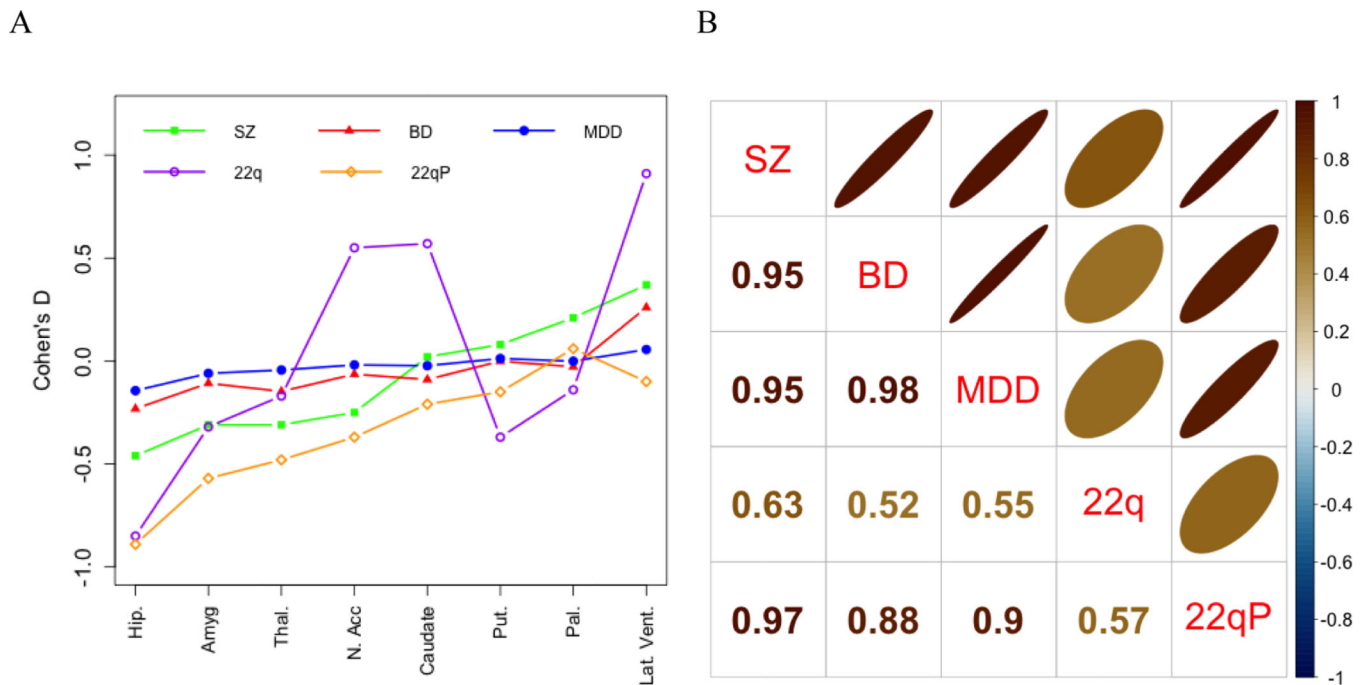 A
B
SZ BD MDD
22q 22qP
Cohen's D
1.0
0.5
0.0
-0.5
-1.0
Hip. Amyg Thal. N. Acc Caudate Put. Pal. Lat. Vent.
SZ
0.95 BD
0.95 0.98 MDD
0.63 0.52 0.55 22q
0.97 0.88 0.9 0.57 22qP
1
0.8
0.6
0.4
0.2
0
-0.2
-0.4
-0.6
-0.8
-1